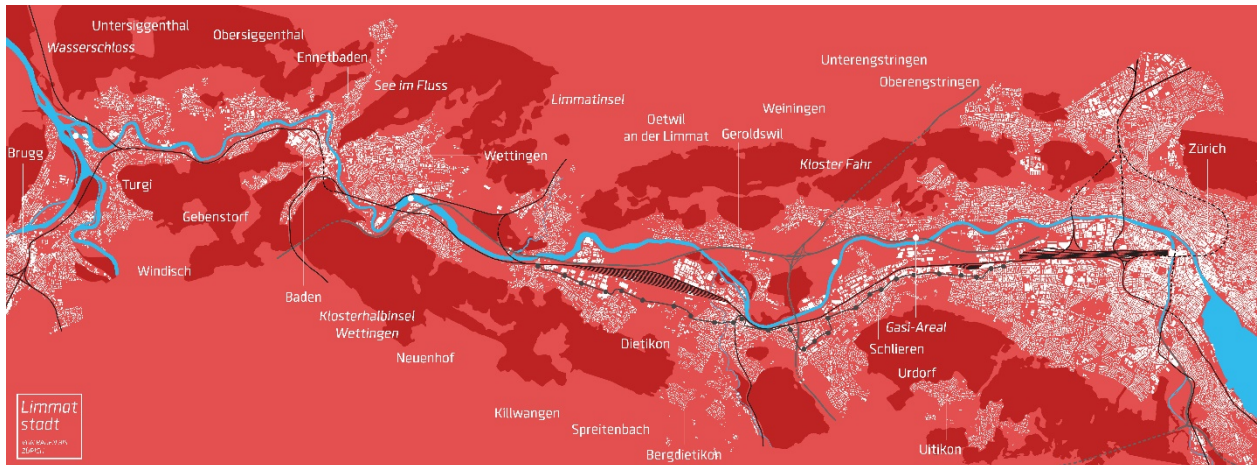 Untersiggenthal
Wasserschloss
Obersiggenthal
Ennetbaden
See im Fluss
Limmatinsel
Unterengstringen
Oberengstringen
Weiningen
Oetwil
an der Limmat
Geroldswil
Kloster Fahr
Zürich
Brugg
Wettingen
Turgi
Gebenstorf
Windisch
Baden
Klosterhalbinsel
Wettingen
Neuenhof
Dietikon
Gasi-Areal
Schlieren
Urdorf
Killwangen
Spreitenbach
Bergdietikon
Uitikon
Limmat
stadt
ZÜRICH